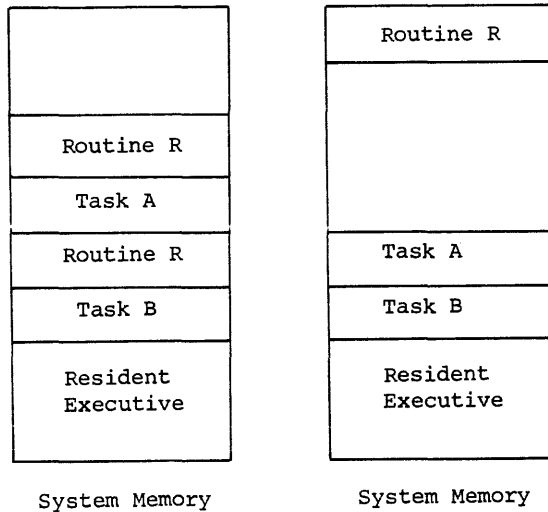 Routine R
Task A
Routine R
Task B
Resident
Executive
System Memory
Routine R
Task A
Task B
Resident
Executive
System Memory